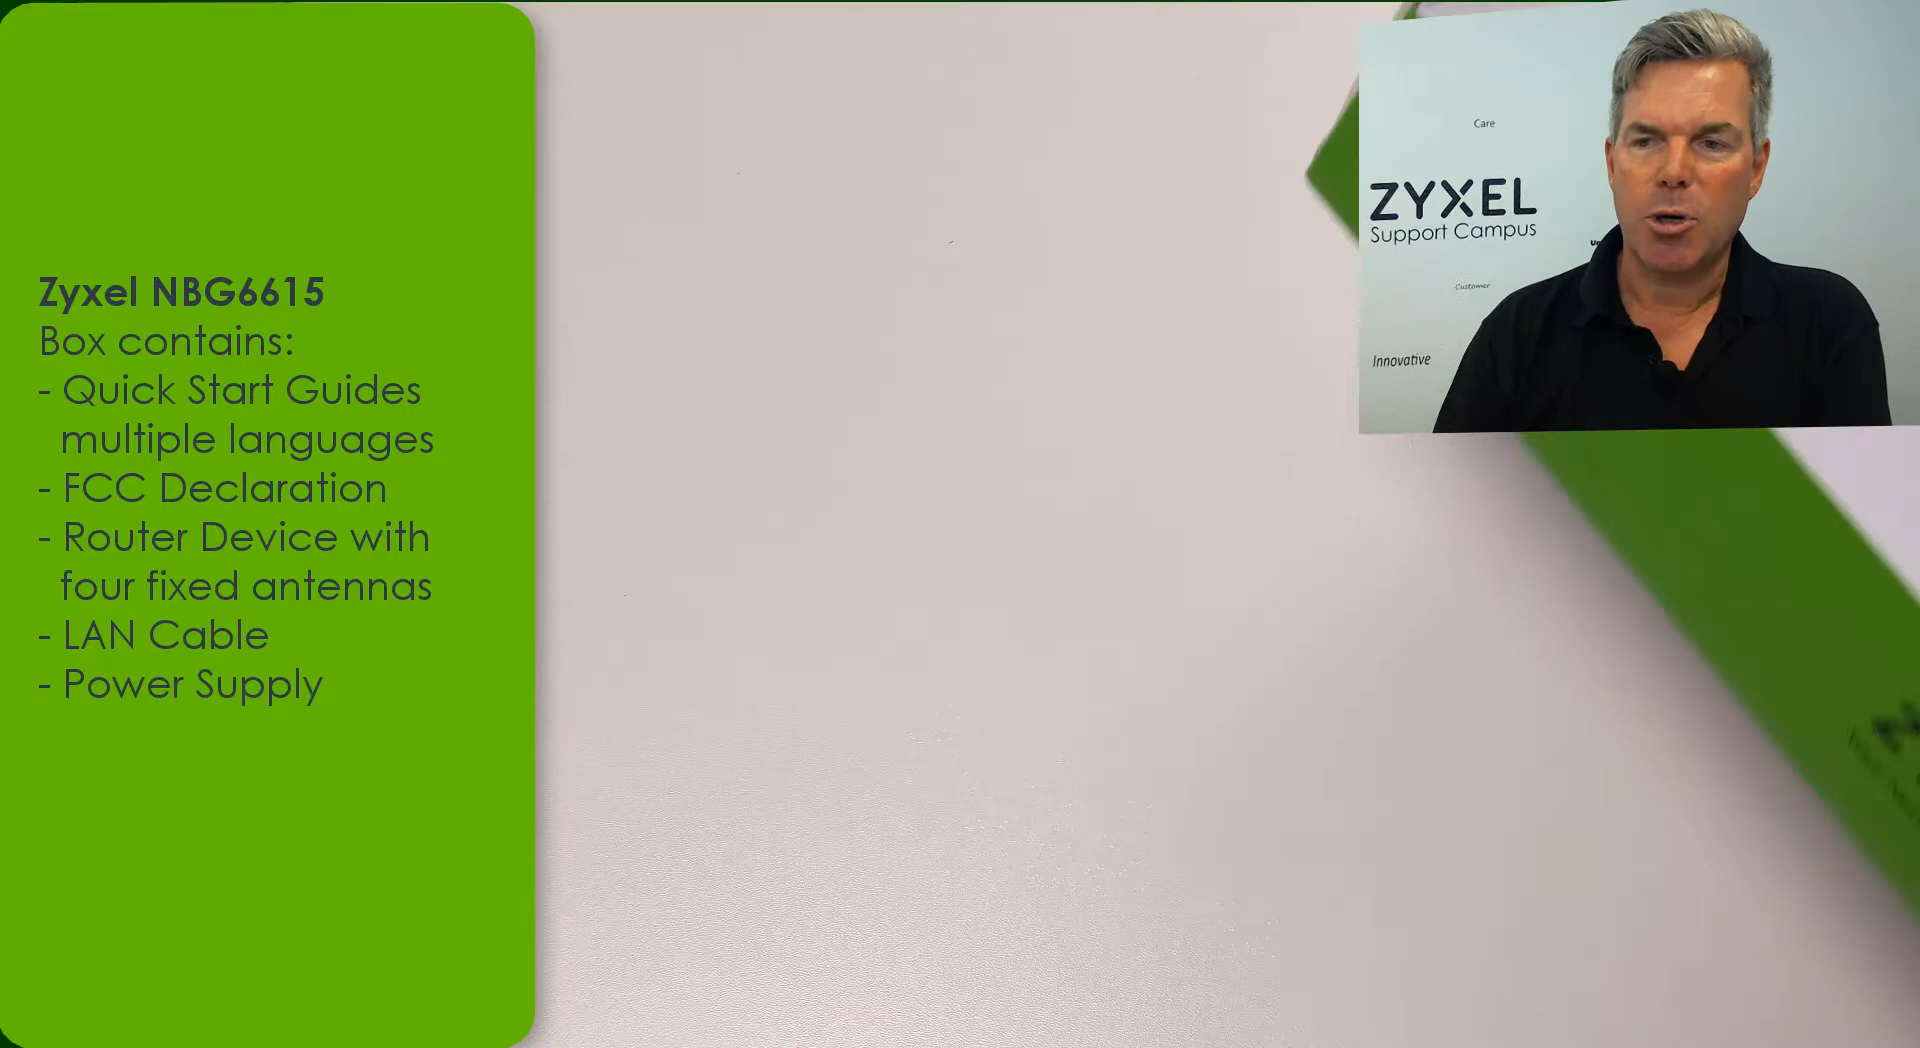 Zyxel NBG6615
Box contains:
- Quick Start Guides
multiple languages
- FCC Declaration
- Router Device with
four fixed antennas
- LAN Cable
- Power Supply
Care
ZYXEL
Support Campus
Customer
Innovative